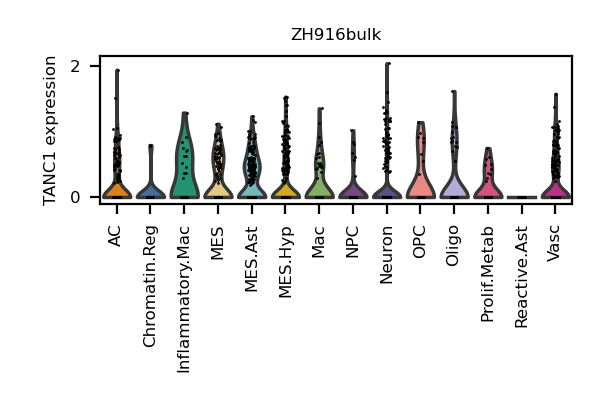 ZH916bulk
TANC1 expression
2
0
AC
Chromatin.Reg
Inflammatory.Mac
MES
MES.Ast
MES.Hyp
Mac
NPC
Neuron
OPC
Oligo
Prolif.Metab
Reactive.Ast
Vasc